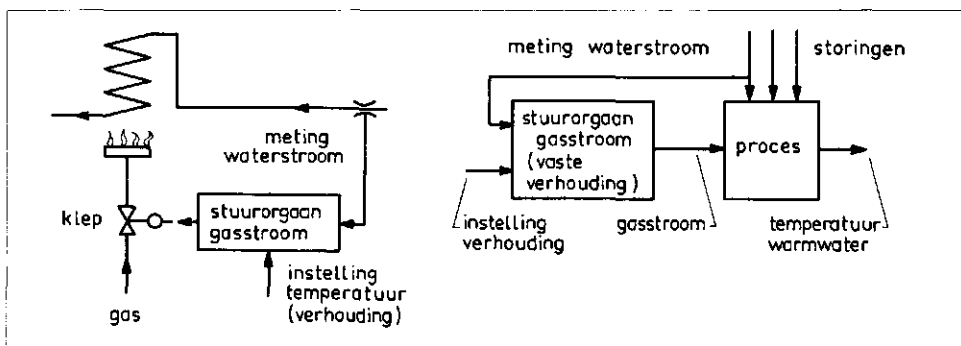 meting
waterstroom
klep
stuurorgaan
gasstroom
instelling
temperatuur
(verhouding)
gas
meting waterstroom
storingen
stuurorgaan
gasstroom
(vaste
verhouding)
proces
instelling
verhouding
gasstroom
temperatuur
warmwater